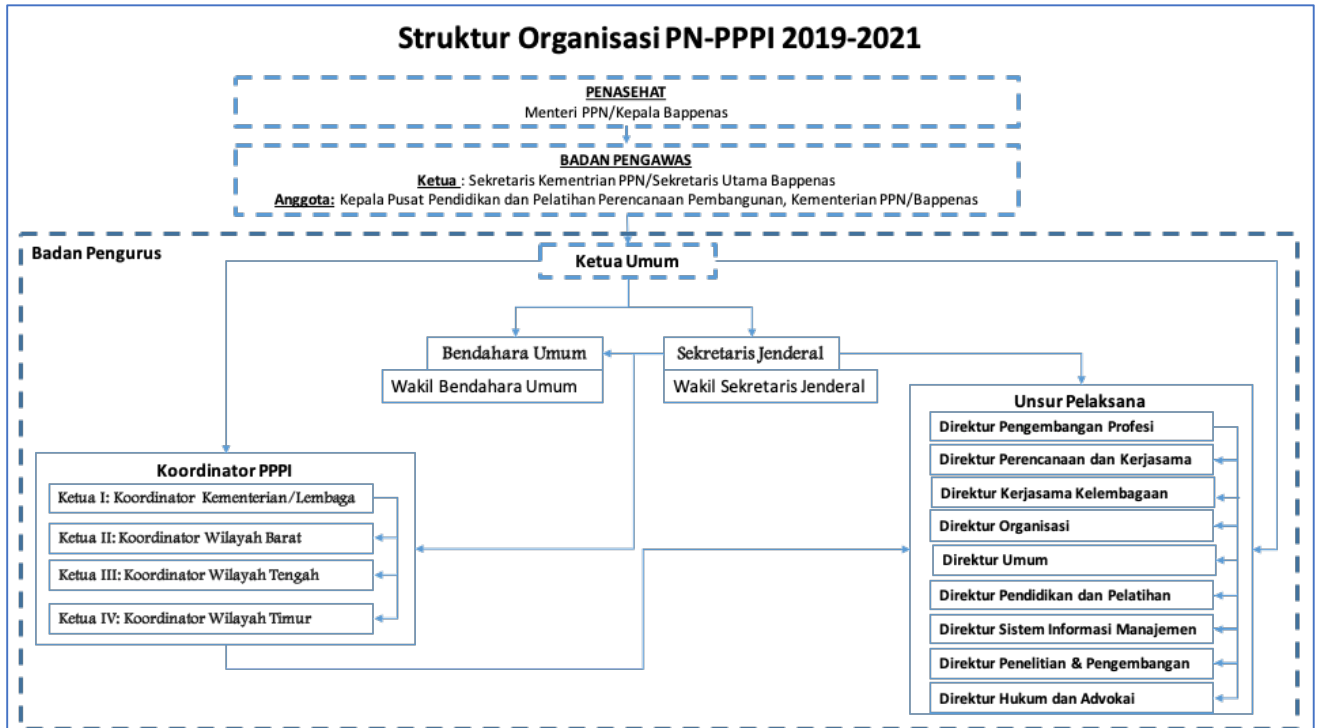 Struktur Organisasi PN-PPPI 2019-2021
PENASEHAT
Menteri PPN/Kepala Bappenas
BADAN PENGAWAS
Ketua : Sekretaris Kementrian PPN/Sekretaris Utama Bappenas
Anggota: Kepala Pusat Pendidikan dan Pelatihan Perencanaan Pembangunan, Kementerian PPN/Bappenas
Badan Pengurus
Ketua Umum
Bendahara Umum
Wakil Bendahara Umum
Sekretaris Jenderal
Wakil Sekretaris Jenderal
Koordinator PPPI
Ketua I: Koordinator Kementerian/Lembaga
Ketua II: Koordinator Wilayah Barat
Ketua III: Koordinator Wilayah Tengah
Ketua IV: Koordinator Wilayah Timur
Unsur Pelaksana
Direktur Pengembangan Profesi
Direktur Perencanaan dan Kerjasama
Direktur Kerjasama Kelembagaan
Direktur Organisasi
Direktur Umum
Direktur Pendidikan dan Pelatihan
Direktur Sistem Informasi Manajemen
Direktur Penelitian & Pengembangan
Direktur Hukum dan Advokai